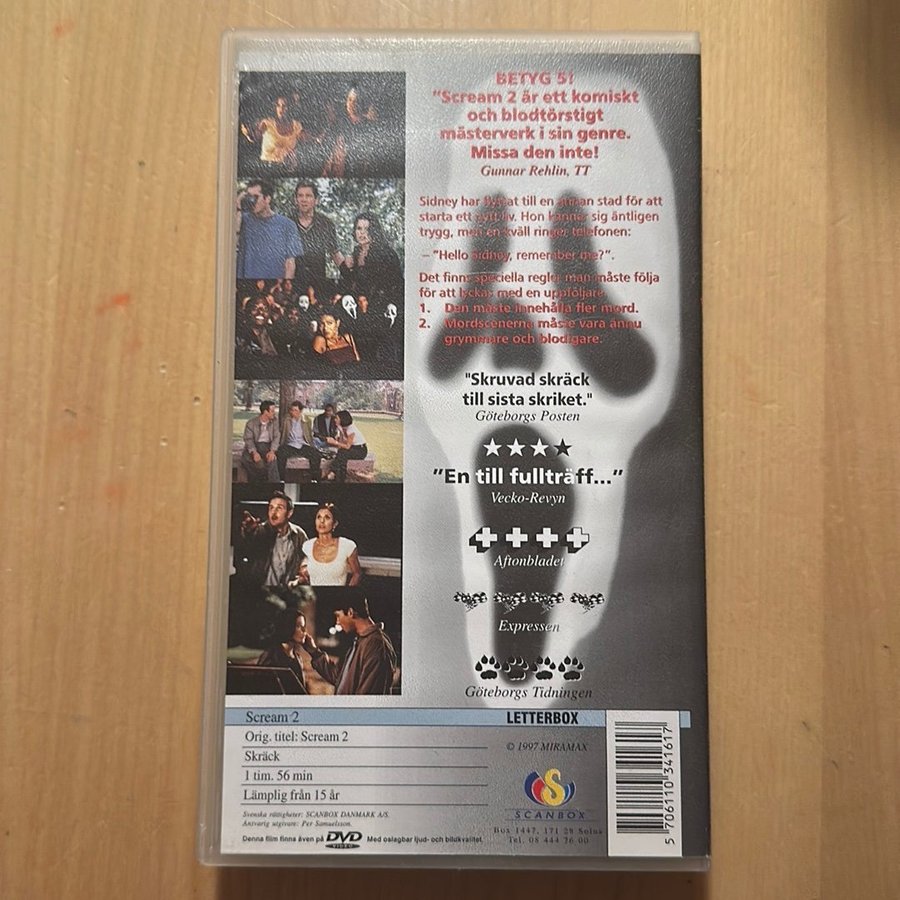 BETYG 5!
"Scream 2 är ett komiskt
och blodtörstigt
mästerverk i sin genre.
Missa den inte!
Gunnar Rehlin, TT
Sidney har flyttat till en annan stad för att
starta ett nytt liv. Hon känner sig äntligen
trygg, men en kväll ringer telefonen:
– "Hello Sidney, remember me?".
Det finns speciella regler man måste följa
för att lyckas med en uppföljare.
1. Den måste innehålla fler mord.
2. Mordscenerna måste vara ännu
grymmare och blodigare.
"Skruvad skräck
till sista skriket."
Göteborgs Posten
"En till fullträff..."
Vecko-Revyn
Aftonbladet
Expressen
Göteborgs Tidningen
Scream 2
LETTERBOX
Orig. titel: Scream 2
Skräck
1 tim. 56 min
Lämplig från 15 år
Svenska rättigheter: SCANBOX DANMARK A/S.
Ansvarig utgivare: Per Samuelsson.
Denna film finns även på DVD VIDEO Med oslagbar ljud- och bildkvalitet.
© 1997 MIRAMAX
SCANBOX
Box 1447, 171 28 Solna
Tel. 08 444 76 00
5 706110 341617